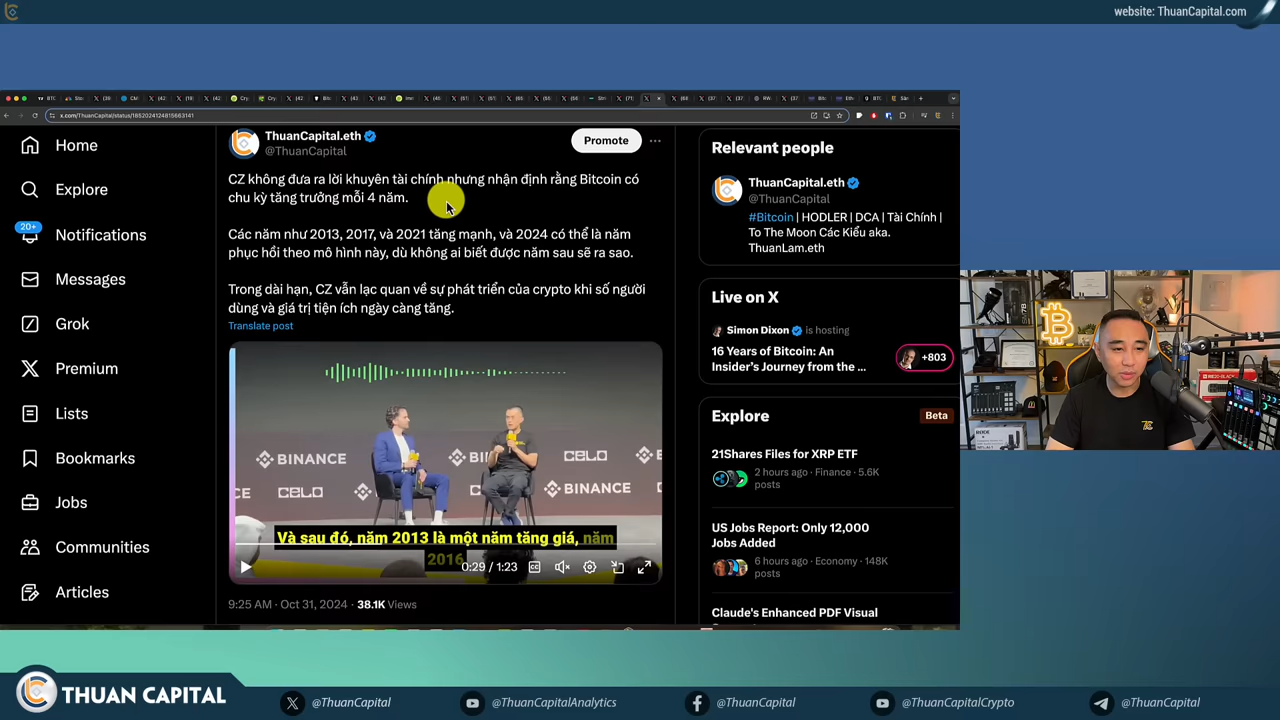 website: ThuanCapital.com
x.com/ThuanCapital/status/1852024124815663141
Home
Explore
20+
Notifications
Messages
Grok
Premium
Lists
Bookmarks
Jobs
Communities
Articles
ThuanCapital.eth
@ThuanCapital
Promote
CZ không đưa ra lời khuyên tài chính nhưng nhận định rằng Bitcoin có
chu kỳ tăng trưởng mỗi 4 năm.
Các năm như 2013, 2017, và 2021 tăng mạnh, và 2024 có thể là năm
phục hồi theo mô hình này, dù không ai biết được năm sau sẽ ra sao.
Trong dài hạn, CZ vẫn lạc quan về sự phát triển của crypto khi số người
dùng và giá trị tiện ích ngày càng tăng.
Translate post
BINANCE
CELO
BINANCE
CELO
Và sau đó, năm 2013 là một năm tăng giá, năm
2016
0:29 / 1:23
9:25 AM · Oct 31, 2024 · 38.1K Views
Relevant people
ThuanCapital.eth
@ThuanCapital
#Bitcoin | HODLER | DCA | Tài Chính |
To The Moon Các Kiểu aka.
ThuanLam.eth
Live on X
Simon Dixon is hosting
16 Years of Bitcoin: An
Insider's Journey from the ...
+803
Explore
Beta
21Shares Files for XRP ETF
2 hours ago · Finance · 5.6K
posts
US Jobs Report: Only 12,000
Jobs Added
6 hours ago · Economy · 148K
posts
Claude's Enhanced PDF Visual
THUAN CAPITAL
@ThuanCapital
@ThuanCapitalAnalytics
@ThuanCapital
@ThuanCapitalCrypto
@ThuanCapital